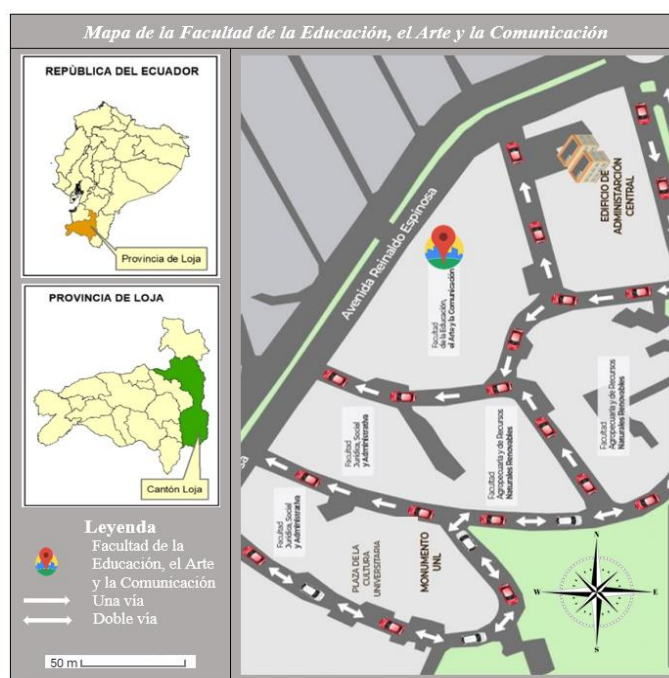 Mapa de la Facultad de la Educación, el Arte y la Comunicación
REPÙBLICA DEL ECUADOR
Provincia de Loja
PROVINCIA DE LOJA
Cantón Loja
Leyenda
Facultad de la
Educación, el Arte
y la Comunicación
Una vía
Doble vía
50 m
Avenida Reinaldo Espinosa
EDIFICIO DE
ADMINISTARCIÓN
CENTRAL
Facultad
de la Educación,
el Arte y la Comunicación
Facultad
Jurídica, Social
y Administrativa
Facultad
Agropecuaria y de Recursos
Naturales Renovables
Facultad
Agropecuaria y de Recursos
Naturales Renovables
Facultad
Jurídica, Social
y Administrativa
PLAZA DE LA
CULTURA
UNIVERSITARIA
MONUMENTO
UNL
N
W
E
S